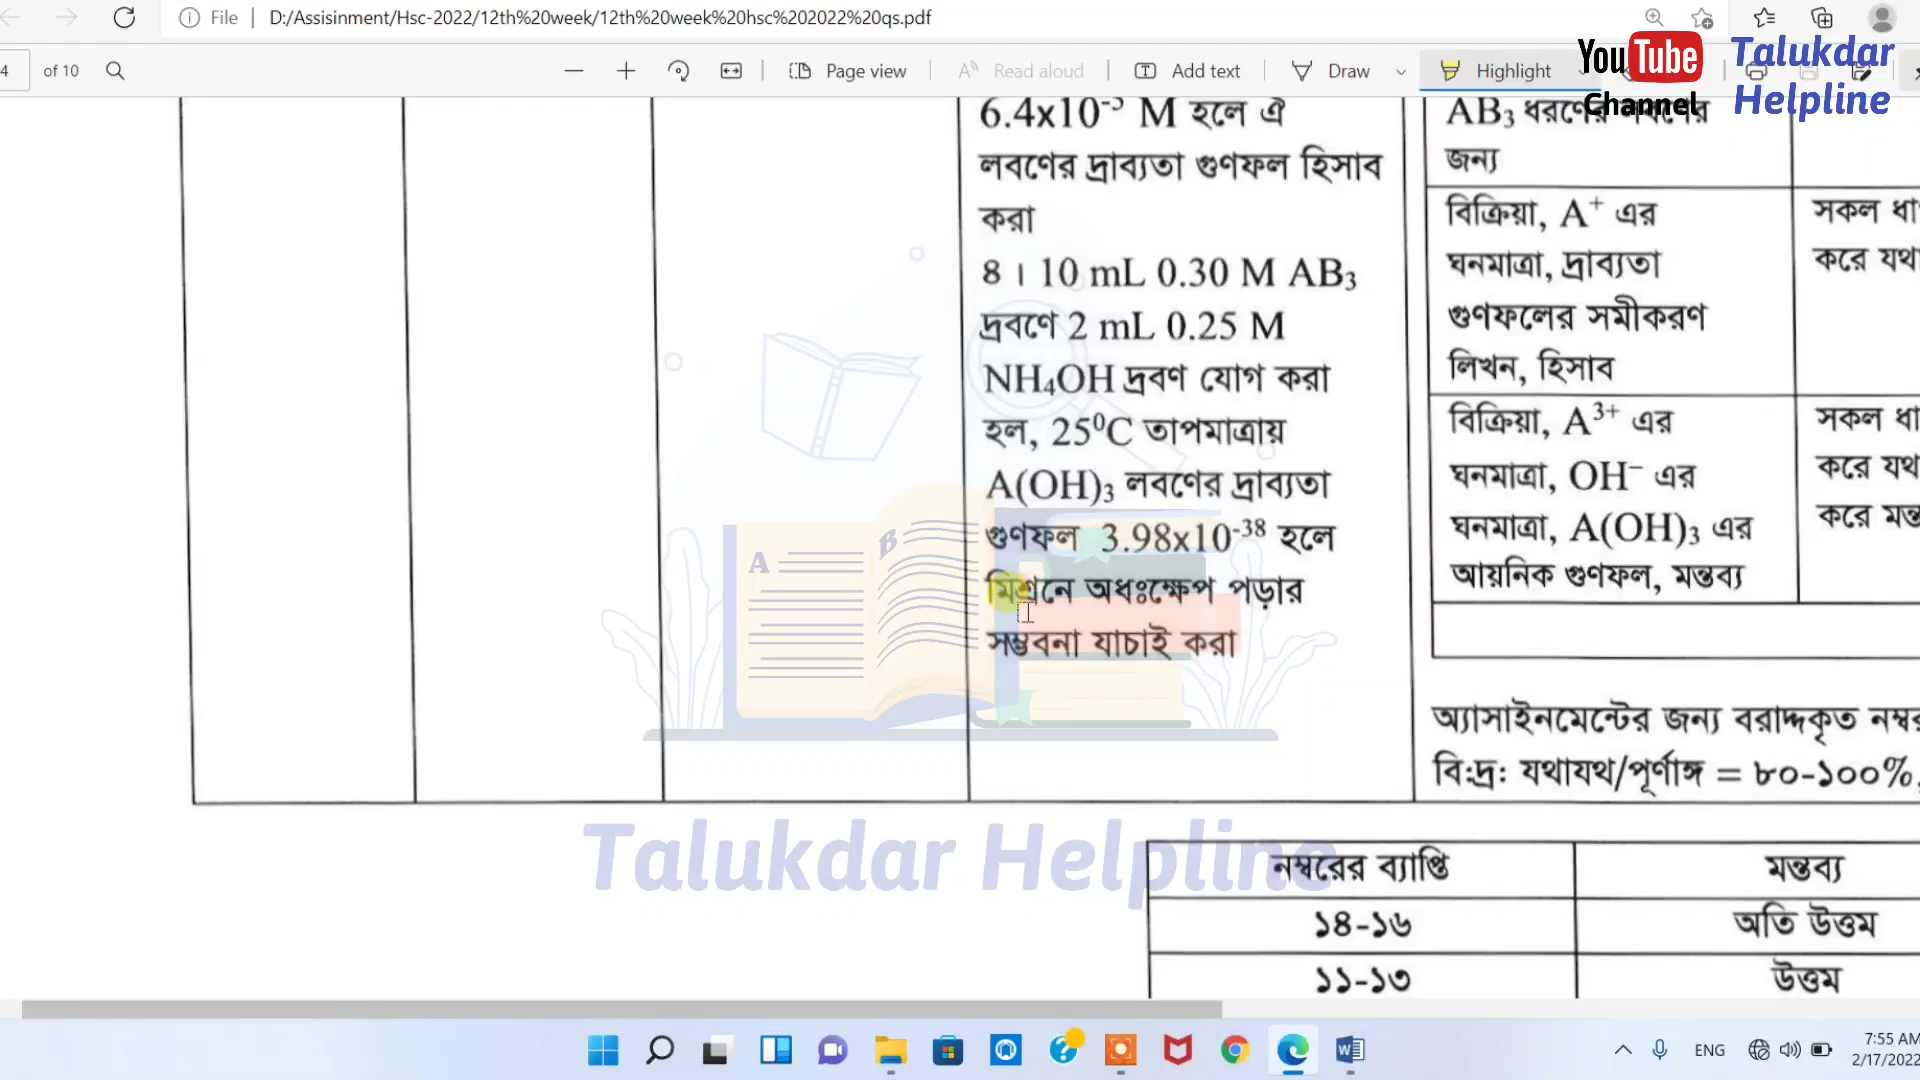 File | D:/Assisinment/Hsc-2022/12th%20week/12th%20week%20hsc%202022%20qs.pdf
YouTube Channel
Talukdar Helpline
4 of 10
Page view
Read aloud
Add text
Draw
Highlight
লবণের দ্রাব্যতা গুণফল হিসাব
করা
৪। 10 mL 0.30 M AB₃
দ্রবণে 2 mL 0.25 M
NH₄OH দ্রবণ যোগ করা
হল, 25⁰C তাপমাত্রায়
A(OH)₃ লবণের দ্রাব্যতা
গুণফল 3.98x10⁻³⁸ হলে
মিশ্রনে অধঃক্ষেপ পড়ার
সম্ভবনা যাচাই করা
জন্য
বিক্রিয়া, A⁺ এর
ঘনমাত্রা, দ্রাব্যতা
গুণফলের সমীকরণ
লিখন, হিসাব
সকল
করে
বিক্রিয়া, A³⁺ এর
ঘনমাত্রা, OH⁻ এর
ঘনমাত্রা, A(OH)₃ এর
আয়নিক গুণফল, মন্তব্য
সকল
করে
করে
অ্যাসাইনমেন্টের জন্য বরাদ্দকৃত
বি:দ্র: যথাযথ/পূর্ণাঙ্গ = ৮০-১০০%,
A
B
Talukdar Helpline
নম্বরের ব্যাপ্তি মন্তব্য
১৪-১৬ অতি উত্তম
১১-১৩ উত্তম
ENG
7:55 AM
2/17/2022